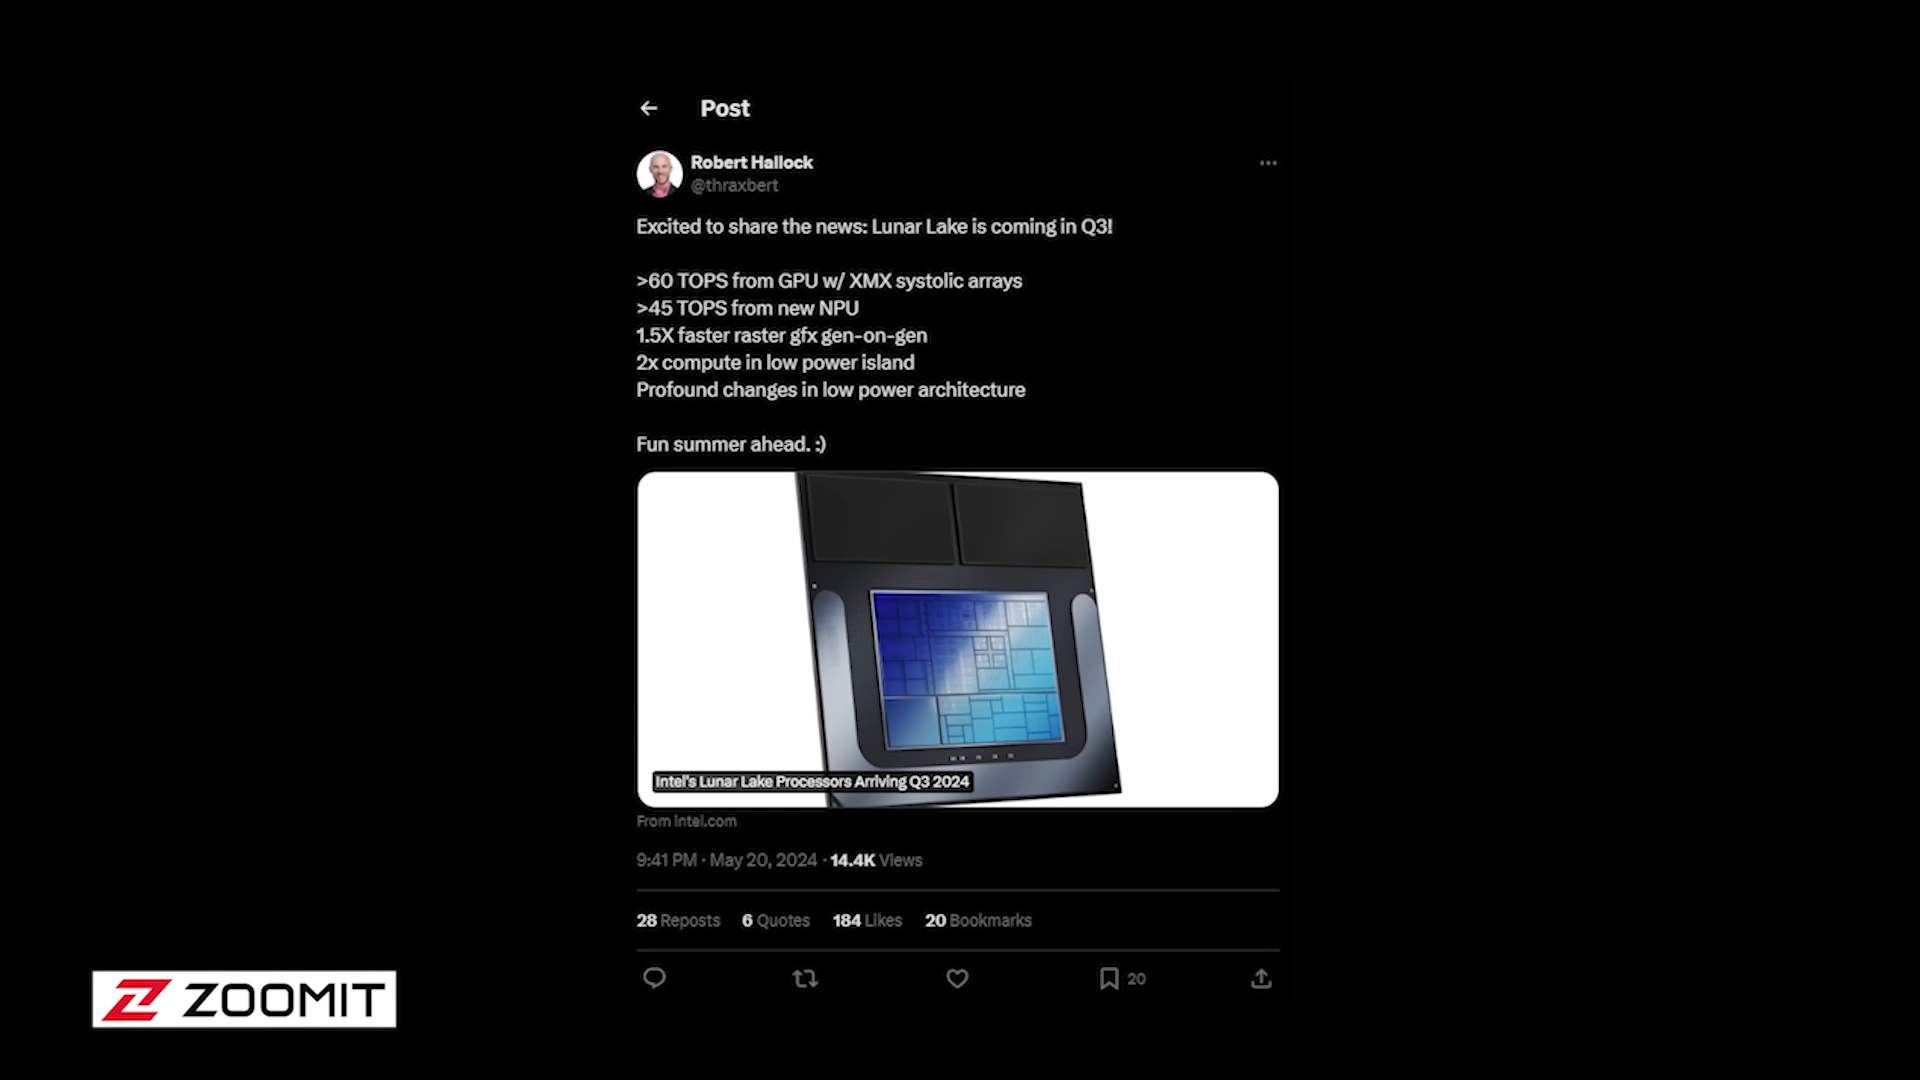 Post
Robert Hallock
@thraxbert
Excited to share the news: Lunar Lake is coming in Q3!
>60 TOPS from GPU w/ XMX systolic arrays
>45 TOPS from new NPU
1.5X faster raster gfx gen-on-gen
2x compute in low power island
Profound changes in low power architecture
Fun summer ahead. :)
Intel's Lunar Lake Processors Arriving Q3 2024
From intel.com
9:41 PM · May 20, 2024 · 14.4K Views
28 Reposts 6 Quotes 184 Likes 20 Bookmarks
20
ZOOMIT